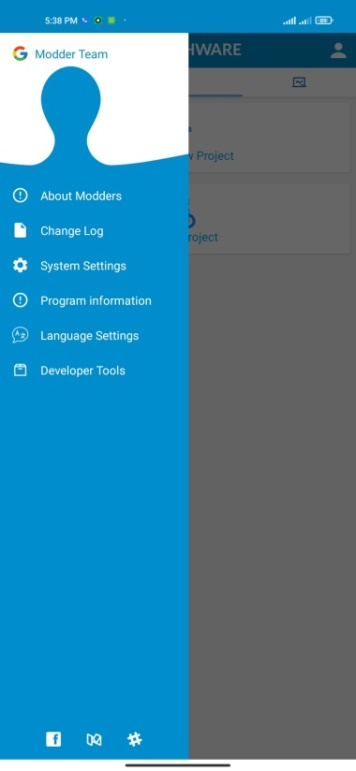 5:38 PM
Modder Team
HWARE
Project
roject
About Modders
Change Log
System Settings
Program information
Language Settings
Developer Tools